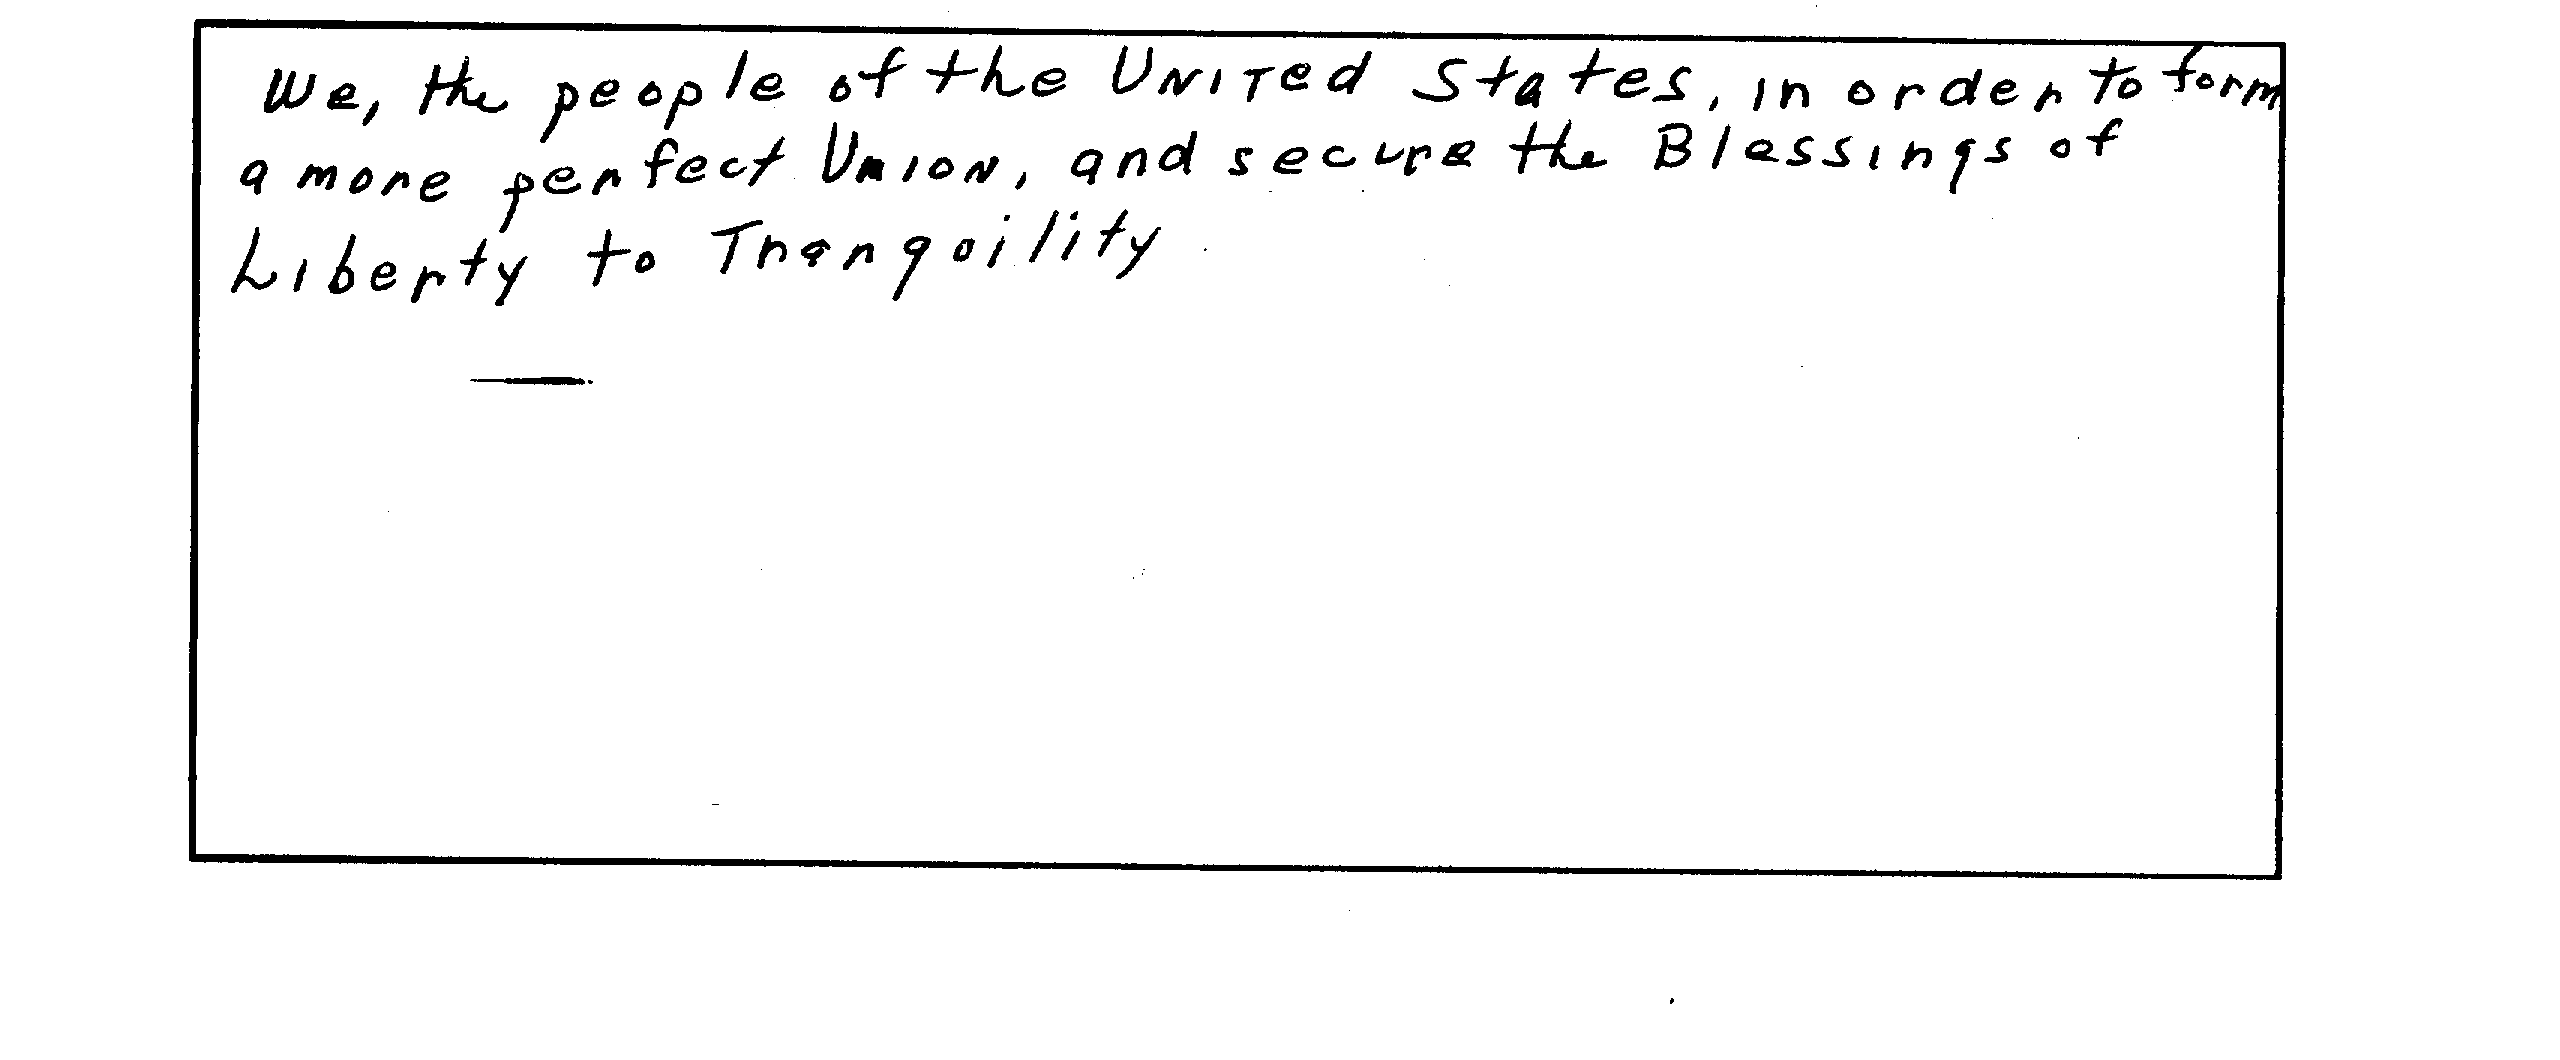 We, the people of the United States, in order to form
a more perfect Union, and secure the Blessings of
Liberty to Tranqoility